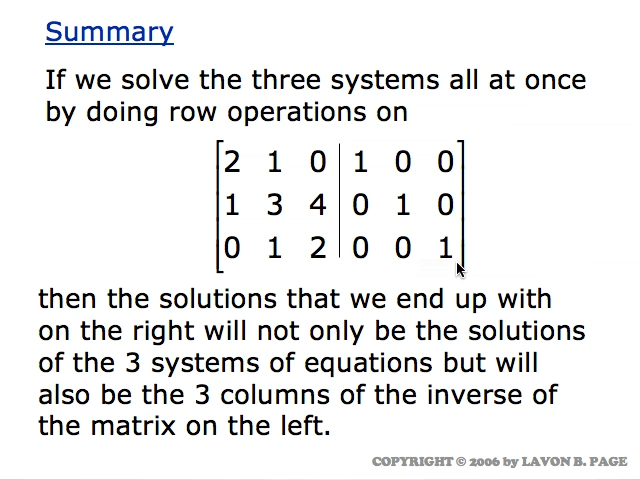 Summary
If we solve the three systems all at once
by doing row operations on
2 1 0 | 1 0 0
1 3 4 | 0 1 0
0 1 2 | 0 0 1
then the solutions that we end up with
on the right will not only be the solutions
of the 3 systems of equations but will
also be the 3 columns of the inverse of
the matrix on the left.
COPYRIGHT © 2006 by LAVON B. PAGE